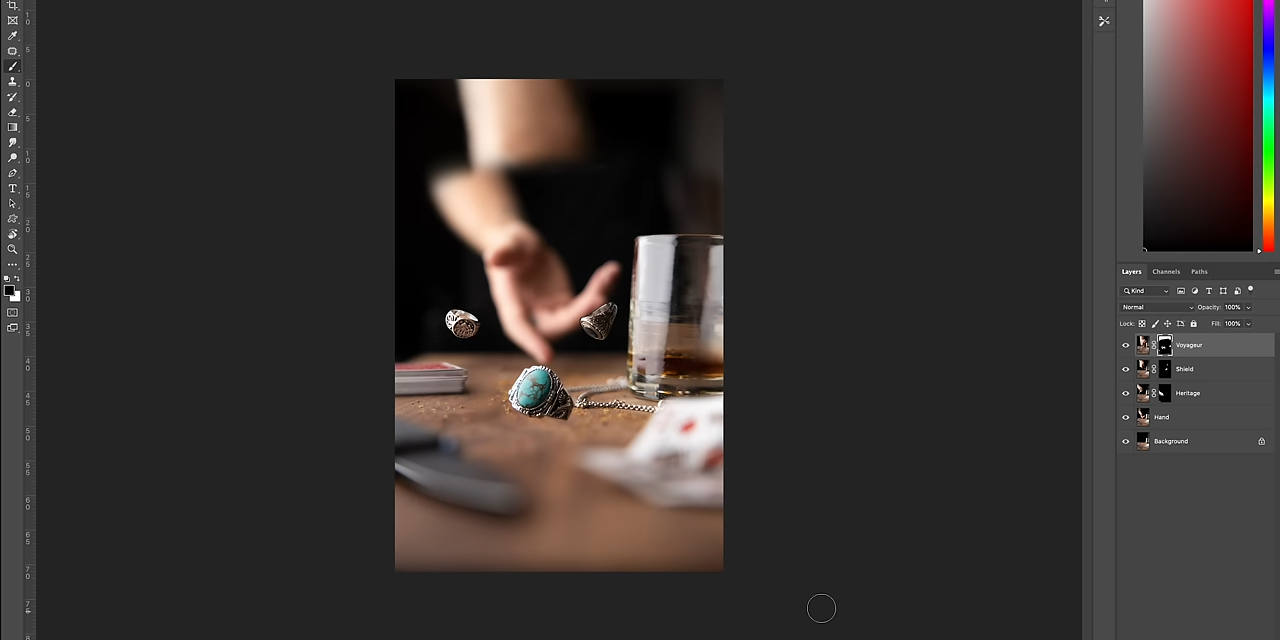 Layers Channels Paths
Kind
Normal Opacity: 100%
Lock: Fill: 100%
Voyageur
Shield
Heritage
Hand
Background